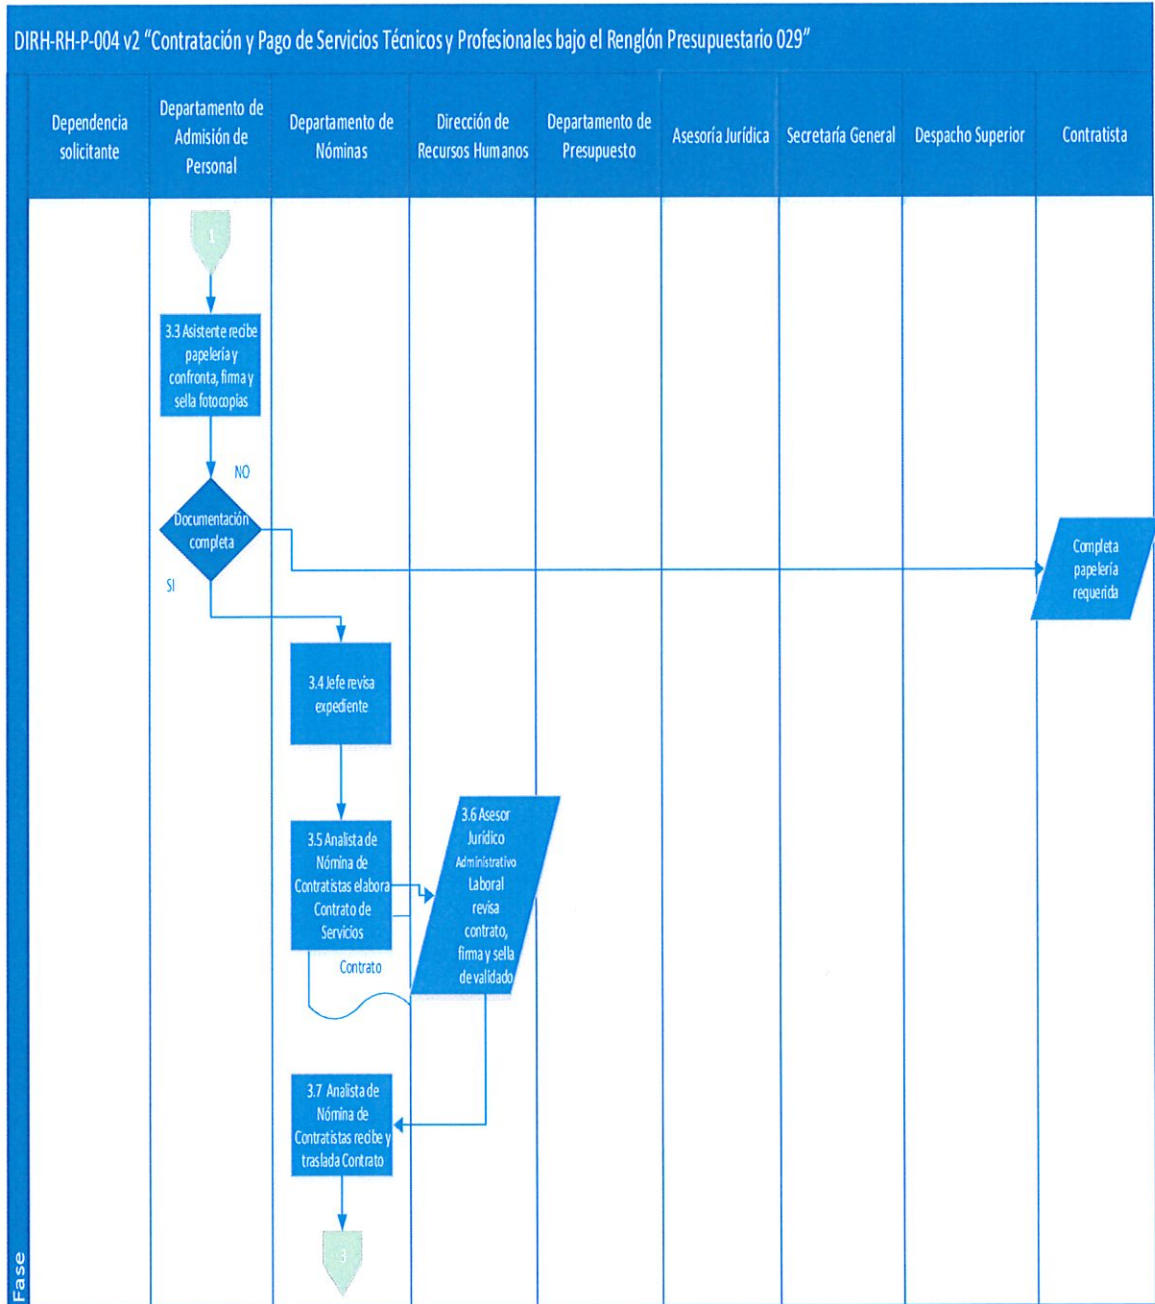 DIRH-RH-P-004 v2 “Contratación y Pago de Servicios Técnicos y Profesionales bajo el Renglón Presupuestario 029”
Dependencia
solicitante
Departamento de
Admisión de
Personal
Departamento de
Nóminas
Dirección de
Recursos Humanos
Departamento de
Presupuesto
Asesoría Jurídica
Secretaría General
Despacho Superior
Contratista
1
3.3 Asistente recibe
papelería y
confronta, firma y
sella fotocopias
NO
Documentación
completa
SI
Completa
papelería
requerida
3.4 Jefe revisa
expediente
3.5 Analista de
Nómina de
Contratistas elabora
Contrato de
Servicios
Contrato
3.6 Asesor
Jurídico
Administrativo
Laboral
revisa
contrato,
firma y sella
de validado
3.7 Analista de
Nómina de
Contratistas recibe y
traslada Contrato
3
Fase